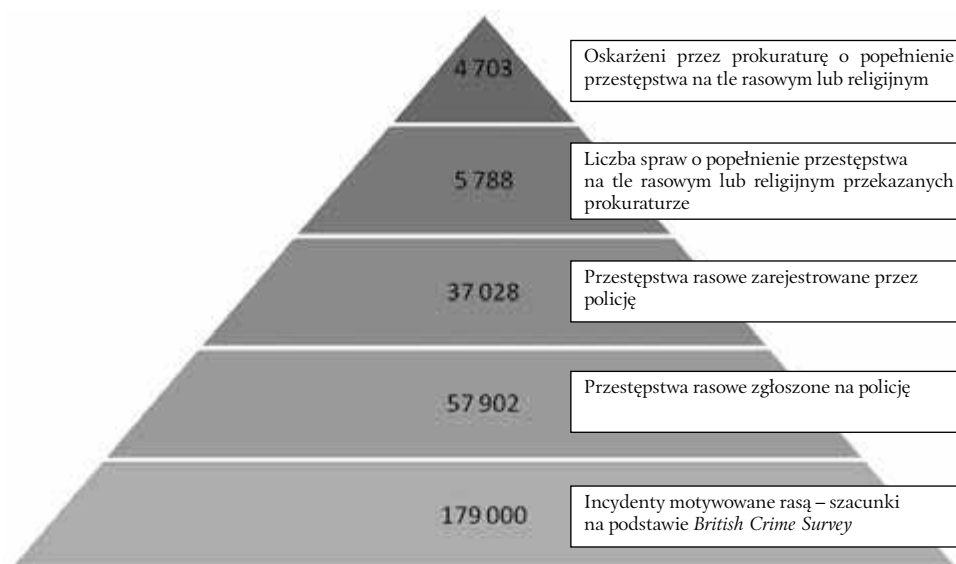 4 703
Oskarżeni przez prokuraturę o popełnienie
przestępstwa na tle rasowym lub religijnym
5 788
Liczba spraw o popełnienie przestępstwa
na tle rasowym lub religijnym przekazanych
prokuraturze
37 028
Przestępstwa rasowe zarejestrowane przez
policję
57 902
Przestępstwa rasowe zgłoszone na policję
179 000
Incydenty motywowane rasą – szacunki
na podstawie British Crime Survey